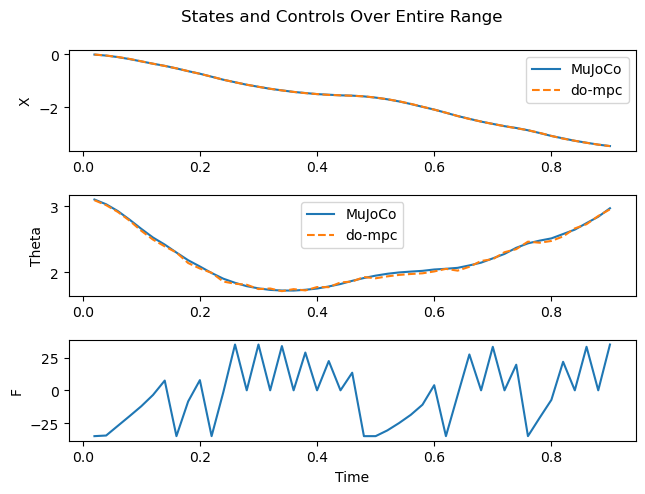 States and Controls Over Entire Range
X
0
−2
MuJoCo
do-mpc
0.0 0.2 0.4 0.6 0.8
Theta
3
2
MuJoCo
do-mpc
0.0 0.2 0.4 0.6 0.8
F
25
0
−25
0.0 0.2 0.4 0.6 0.8
Time